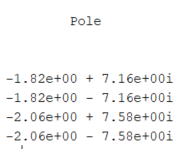 Pole
-1.82e+00 + 7.16e+00i
-1.82e+00 - 7.16e+00i
-2.06e+00 + 7.58e+00i
-2.06e+00 - 7.58e+00i